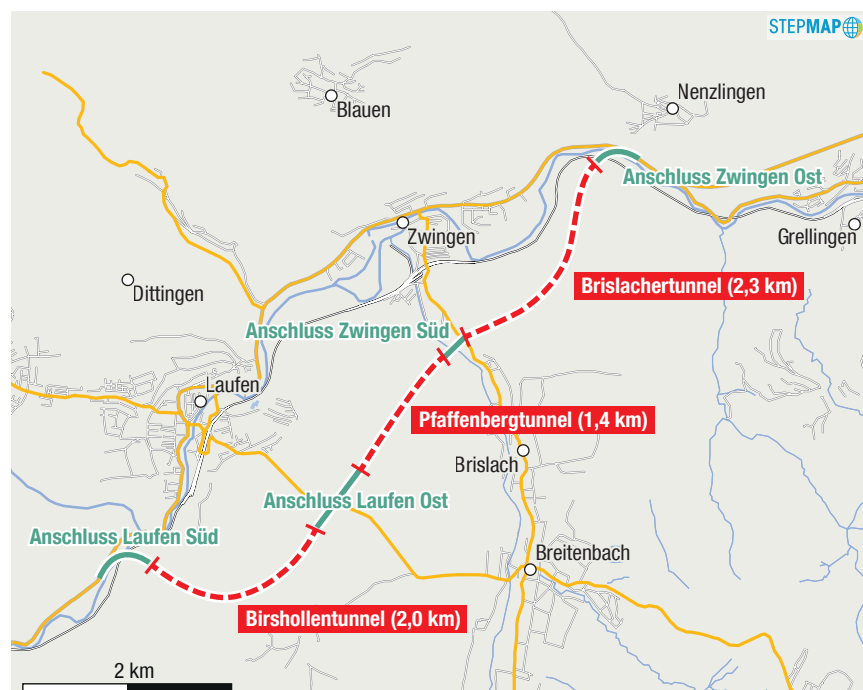 STEPMAP
Nenzlingen
Blauen
Anschluss Zwingen Ost
Zwingen
Grellingen
Dittingen
Brislachertunnel (2,3 km)
Anschluss Zwingen Süd
Laufen
Pfaffenbergtunnel (1,4 km)
Brislach
Anschluss Laufen Ost
Anschluss Laufen Süd
Breitenbach
Birshollentunnel (2,0 km)
2 km